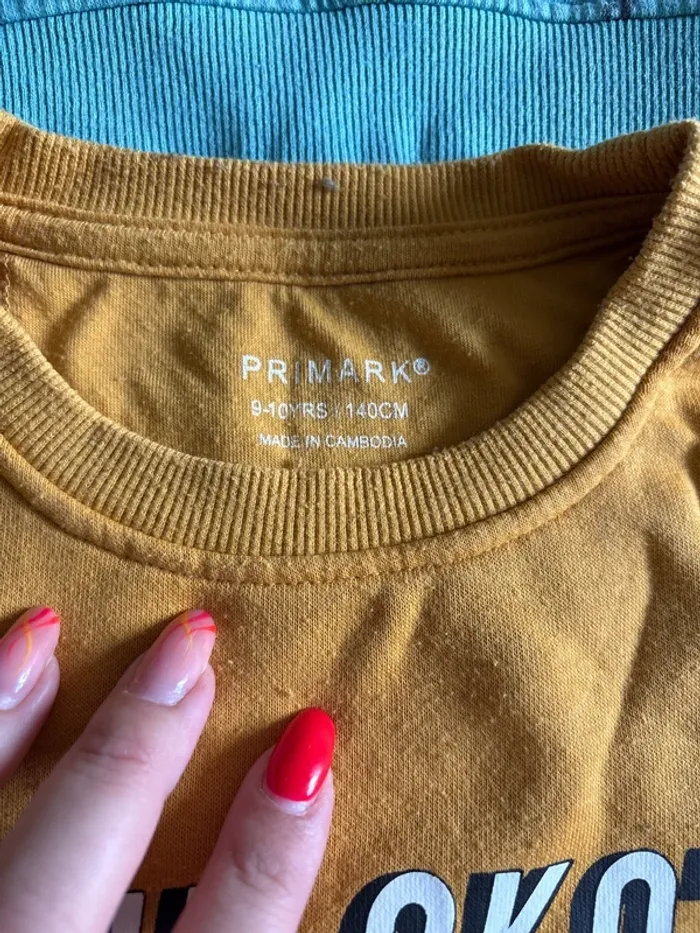 PRIMARK®
9-10YRS / 140CM
MADE IN CAMBODIA